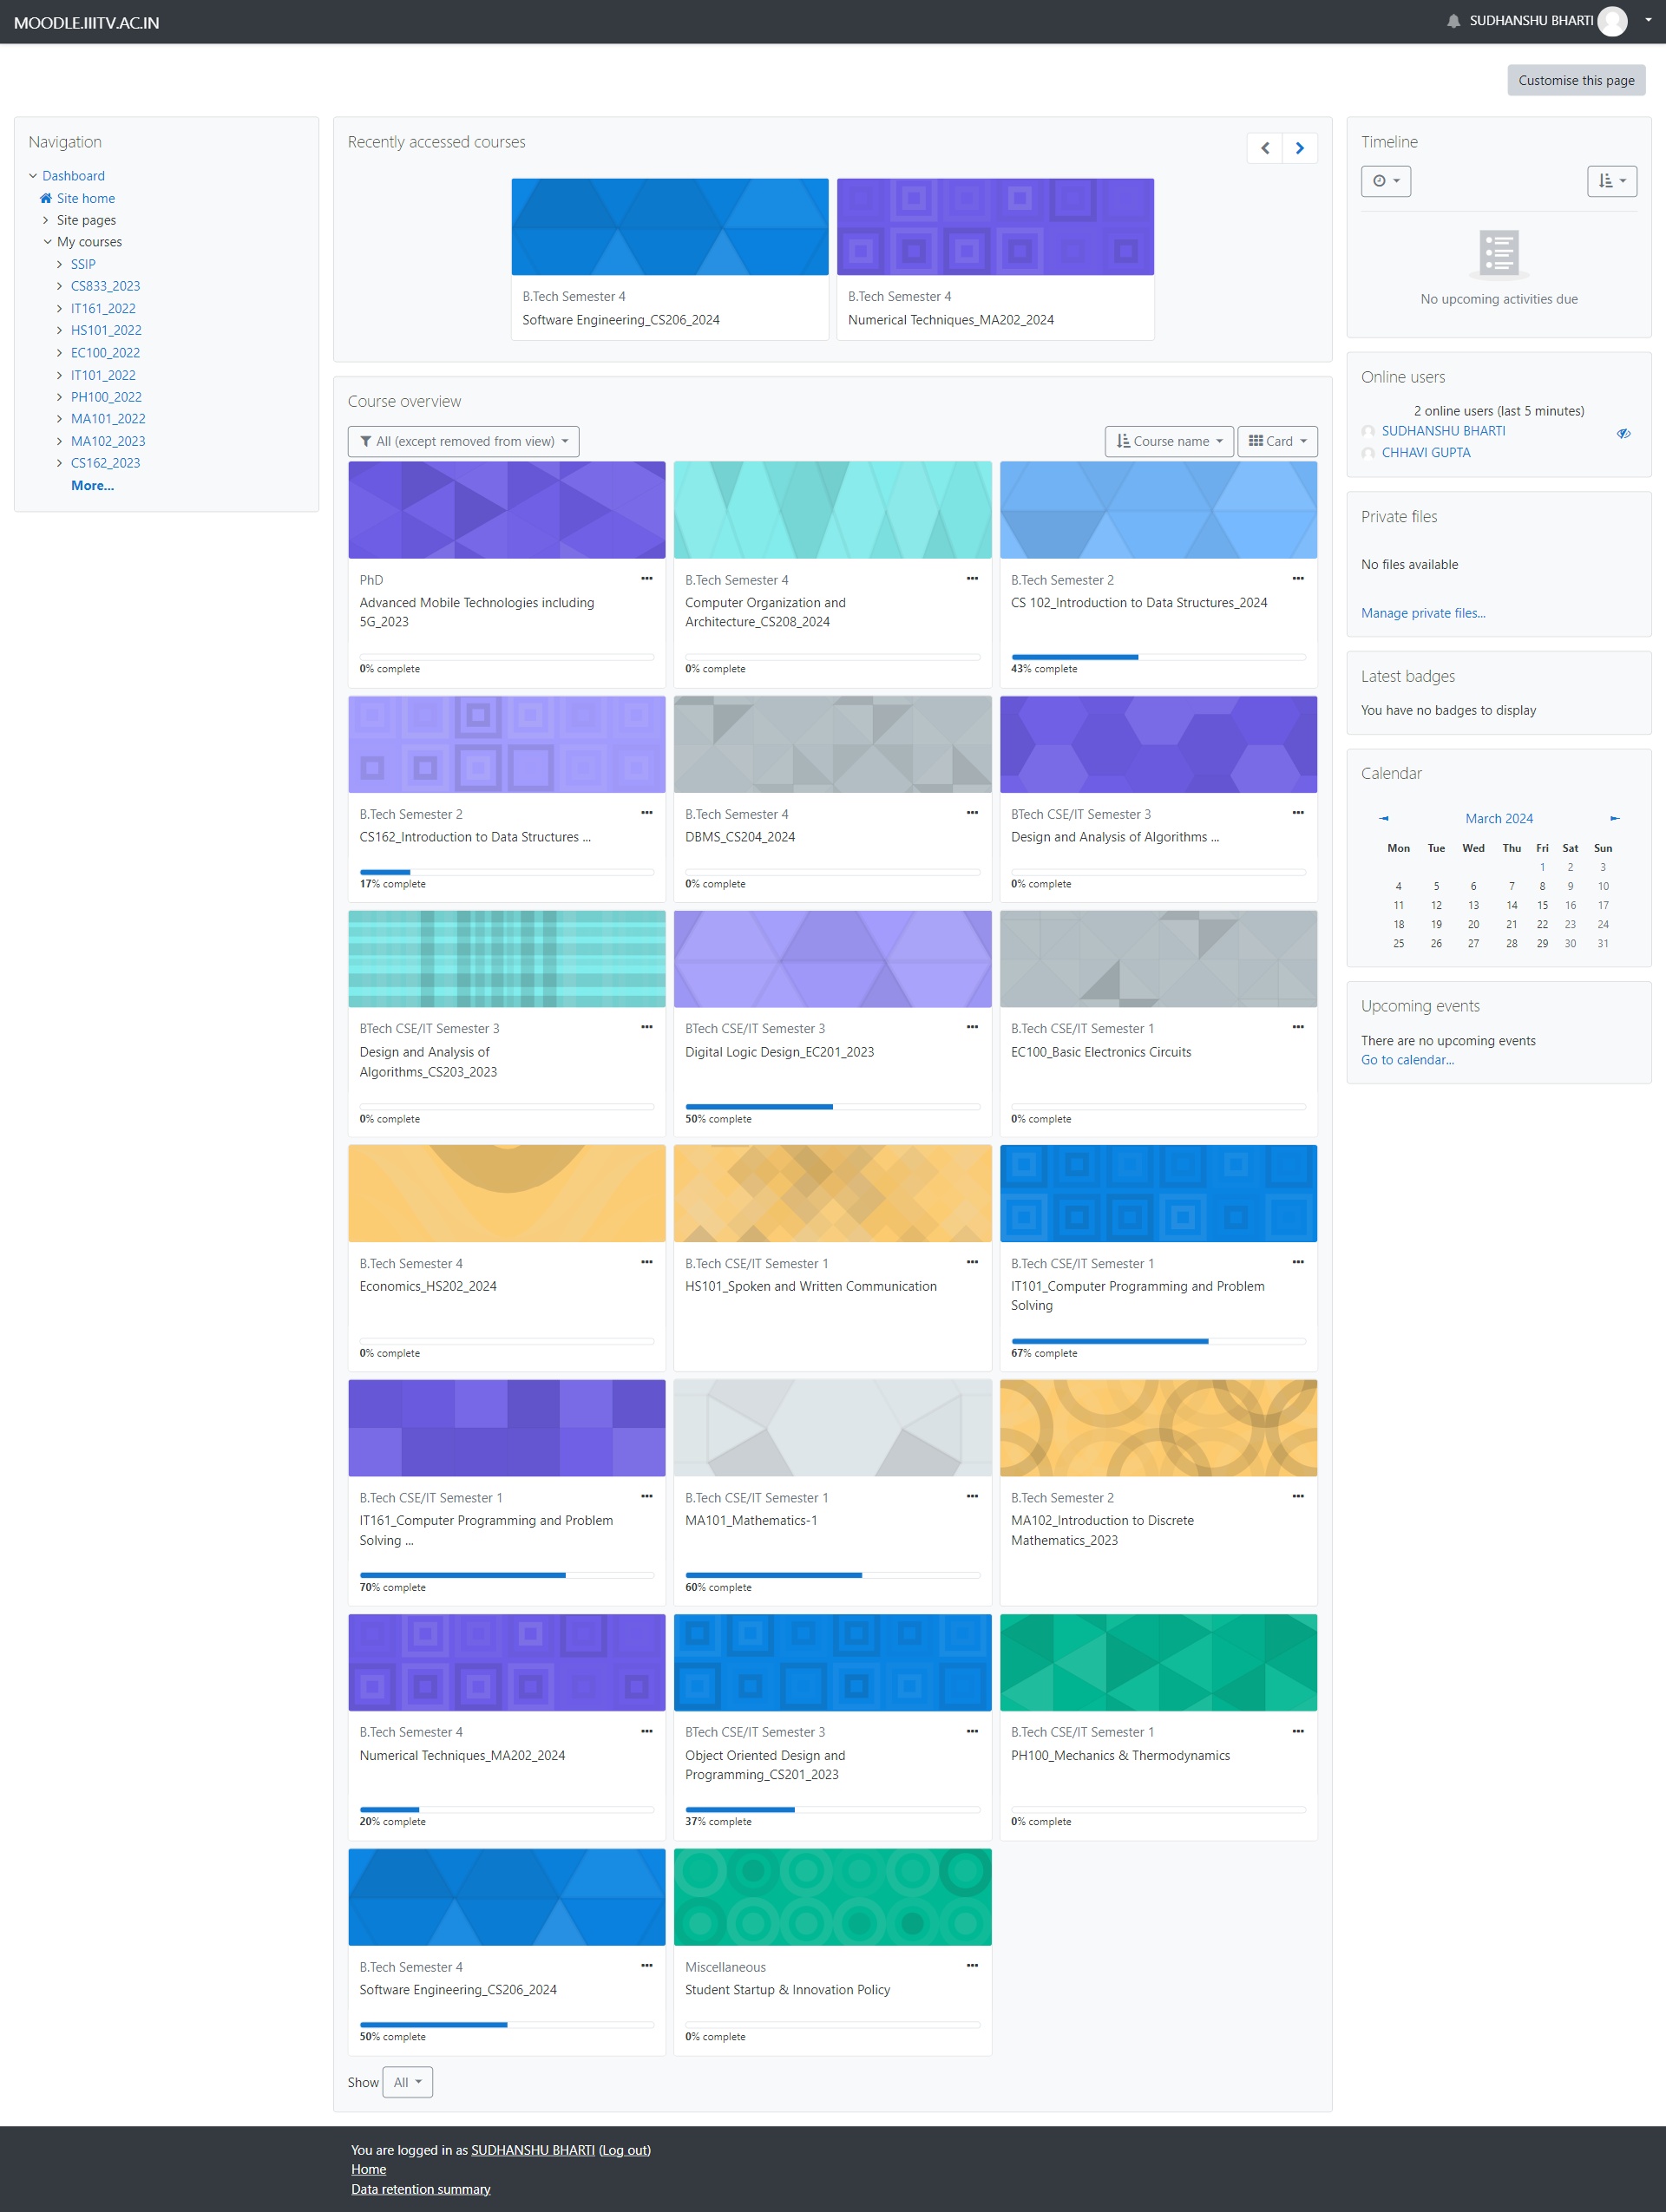 MOODLE.IIITV.AC.IN
SUDHANSHU BHARTI
Customise this page
Navigation
Dashboard
Site home
Site pages
My courses
SSIP
CS833_2023
IT161_2022
HS101_2022
EC100_2022
IT101_2022
PH100_2022
MA101_2022
MA102_2023
CS162_2023
More...
Recently accessed courses
B.Tech Semester 4
Software Engineering_CS206_2024
B.Tech Semester 4
Numerical Techniques_MA202_2024
Course overview
All (except removed from view)
Course name
Card
PhD
Advanced Mobile Technologies including
5G_2023
0% complete
B.Tech Semester 4
Computer Organization and
Architecture_CS208_2024
0% complete
B.Tech Semester 2
CS 102_Introduction to Data Structures_2024
43% complete
B.Tech Semester 2
CS162_Introduction to Data Structures ...
17% complete
B.Tech Semester 4
DBMS_CS204_2024
0% complete
BTech CSE/IT Semester 3
Design and Analysis of Algorithms ...
0% complete
BTech CSE/IT Semester 3
Design and Analysis of
Algorithms_CS203_2023
0% complete
BTech CSE/IT Semester 3
Digital Logic Design_EC201_2023
50% complete
B.Tech CSE/IT Semester 1
EC100_Basic Electronics Circuits
0% complete
B.Tech Semester 4
Economics_HS202_2024
0% complete
B.Tech CSE/IT Semester 1
HS101_Spoken and Written Communication
B.Tech CSE/IT Semester 1
IT101_Computer Programming and Problem
Solving
67% complete
B.Tech CSE/IT Semester 1
IT161_Computer Programming and Problem
Solving ...
70% complete
B.Tech CSE/IT Semester 1
MA101_Mathematics-1
60% complete
B.Tech Semester 2
MA102_Introduction to Discrete
Mathematics_2023
B.Tech Semester 4
Numerical Techniques_MA202_2024
20% complete
BTech CSE/IT Semester 3
Object Oriented Design and
Programming_CS201_2023
37% complete
B.Tech CSE/IT Semester 1
PH100_Mechanics & Thermodynamics
0% complete
B.Tech Semester 4
Software Engineering_CS206_2024
50% complete
Miscellaneous
Student Startup & Innovation Policy
0% complete
Show All
Timeline
No upcoming activities due
Online users
2 online users (last 5 minutes)
SUDHANSHU BHARTI
CHHAVI GUPTA
Private files
No files available
Manage private files...
Latest badges
You have no badges to display
Calendar
March 2024
Mon Tue Wed Thu Fri Sat Sun
1 2 3
4 5 6 7 8 9 10
11 12 13 14 15 16 17
18 19 20 21 22 23 24
25 26 27 28 29 30 31
Upcoming events
There are no upcoming events
Go to calendar...
You are logged in as SUDHANSHU BHARTI (Log out)
Home
Data retention summary